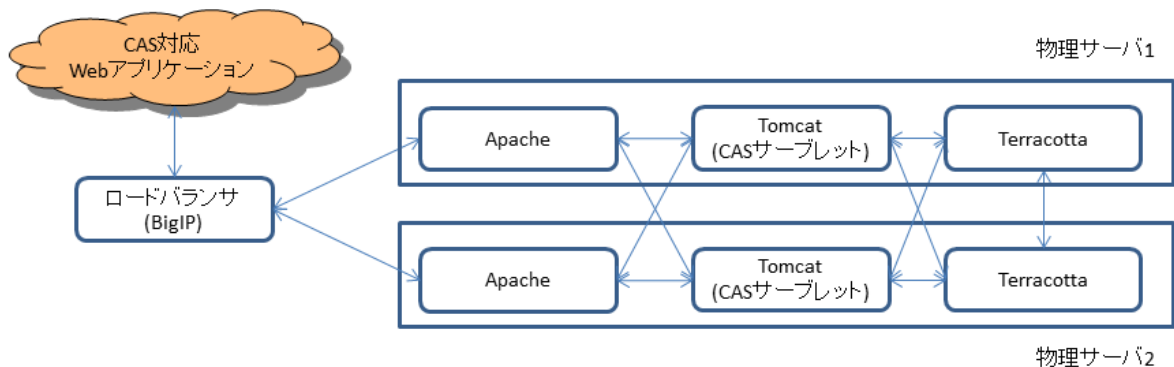 CAS対応
Webアプリケーション
物理サーバ1
Apache
Tomcat
(CASサーブレット)
Terracotta
ロードバランサ
(BigIP)
Apache
Tomcat
(CASサーブレット)
Terracotta
物理サーバ2